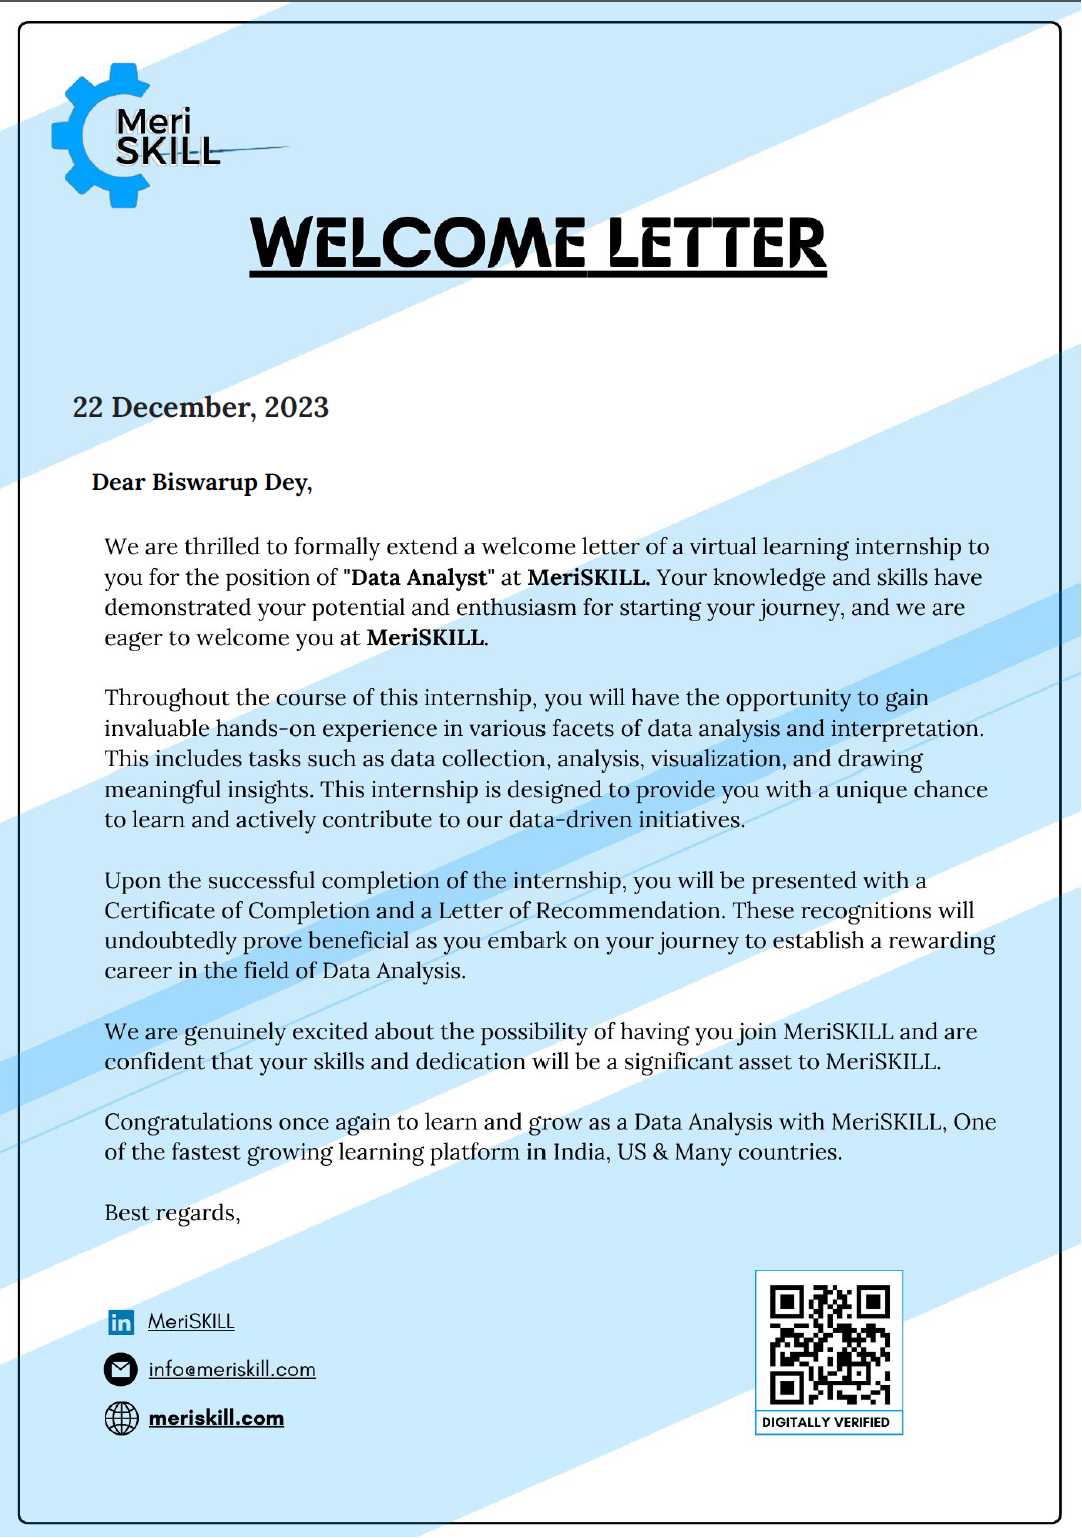 Meri
SKILL
WELCOME LETTER
22 December, 2023
Dear Biswarup Dey,
We are thrilled to formally extend a welcome letter of a virtual learning internship to
you for the position of "Data Analyst" at MeriSKILL. Your knowledge and skills have
demonstrated your potential and enthusiasm for starting your journey, and we are
eager to welcome you at MeriSKILL.
Throughout the course of this internship, you will have the opportunity to gain
invaluable hands-on experience in various facets of data analysis and interpretation.
This includes tasks such as data collection, analysis, visualization, and drawing
meaningful insights. This internship is designed to provide you with a unique chance
to learn and actively contribute to our data-driven initiatives.
Upon the successful completion of the internship, you will be presented with a
Certificate of Completion and a Letter of Recommendation. These recognitions will
undoubtedly prove beneficial as you embark on your journey to establish a rewarding
career in the field of Data Analysis.
We are genuinely excited about the possibility of having you join MeriSKILL and are
confident that your skills and dedication will be a significant asset to MeriSKILL.
Congratulations once again to learn and grow as a Data Analysis with MeriSKILL, One
of the fastest growing learning platform in India, US & Many countries.
Best regards,
in MeriSKILL
info@meriskill.com
meriskill.com
DIGITALLY VERIFIED